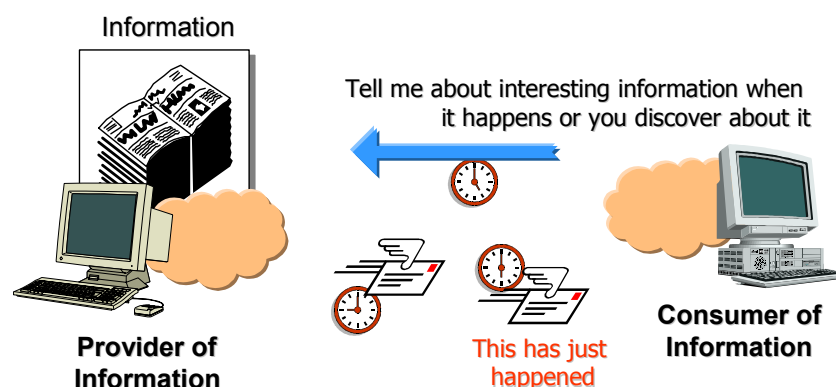 Information
Tell me about interesting information when
it happens or you discover about it
Provider of
Information
This has just
happened
Consumer of
Information